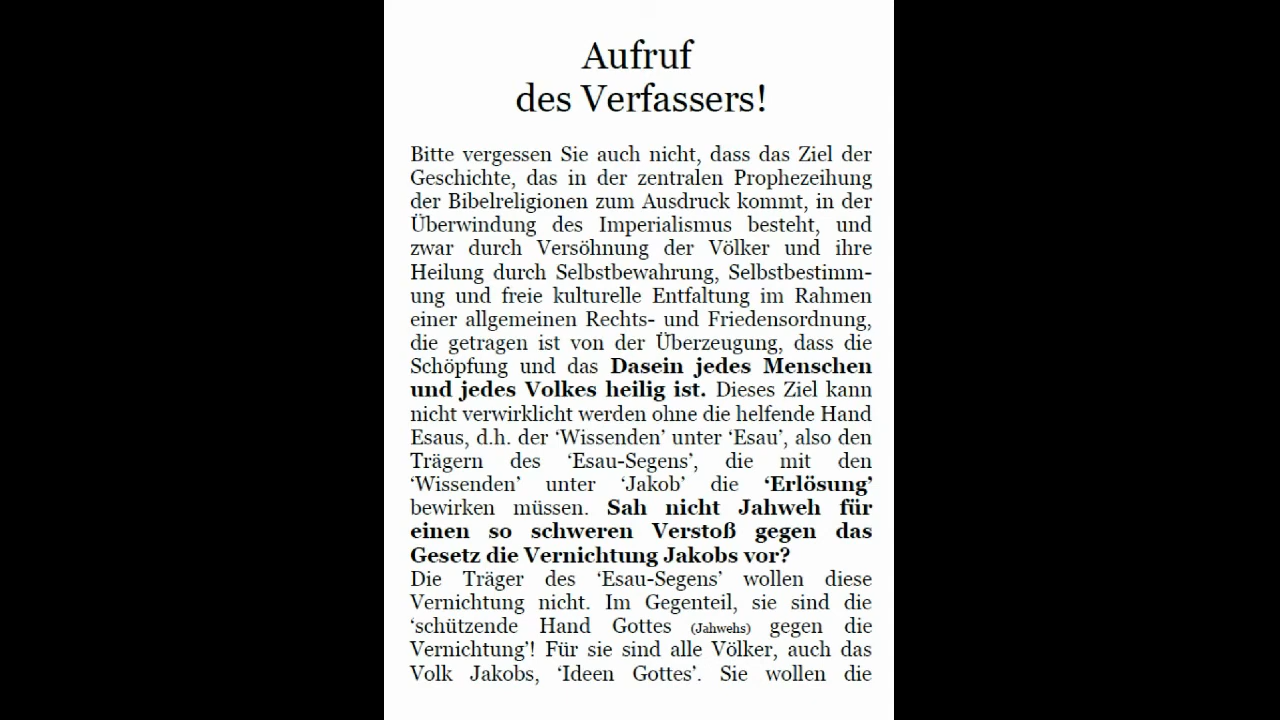 Aufruf
des Verfassers!
Bitte vergessen Sie auch nicht, dass das Ziel der
Geschichte, das in der zentralen Prophezeihung
der Bibelreligionen zum Ausdruck kommt, in der
Überwindung des Imperialismus besteht, und
zwar durch Versöhnung der Völker und ihre
Heilung durch Selbstbewahrung, Selbstbestimm-
ung und freie kulturelle Entfaltung im Rahmen
einer allgemeinen Rechts- und Friedensordnung,
die getragen ist von der Überzeugung, dass die
Schöpfung und das Dasein jedes Menschen
und jedes Volkes heilig ist. Dieses Ziel kann
nicht verwirklicht werden ohne die helfende Hand
Esaus, d.h. der ‘Wissenden’ unter ‘Esau’, also den
Trägern des ‘Esau-Segens’, die mit den
‘Wissenden’ unter ‘Jakob’ die ‘Erlösung’
bewirken müssen. Sah nicht Jahweh für
einen so schweren Verstoß gegen das
Gesetz die Vernichtung Jakobs vor?
Die Träger des ‘Esau-Segens’ wollen diese
Vernichtung nicht. Im Gegenteil, sie sind die
‘schützende Hand Gottes (Jahwehs) gegen die
Vernichtung’! Für sie sind alle Völker, auch das
Volk Jakobs, ‘Ideen Gottes’. Sie wollen die